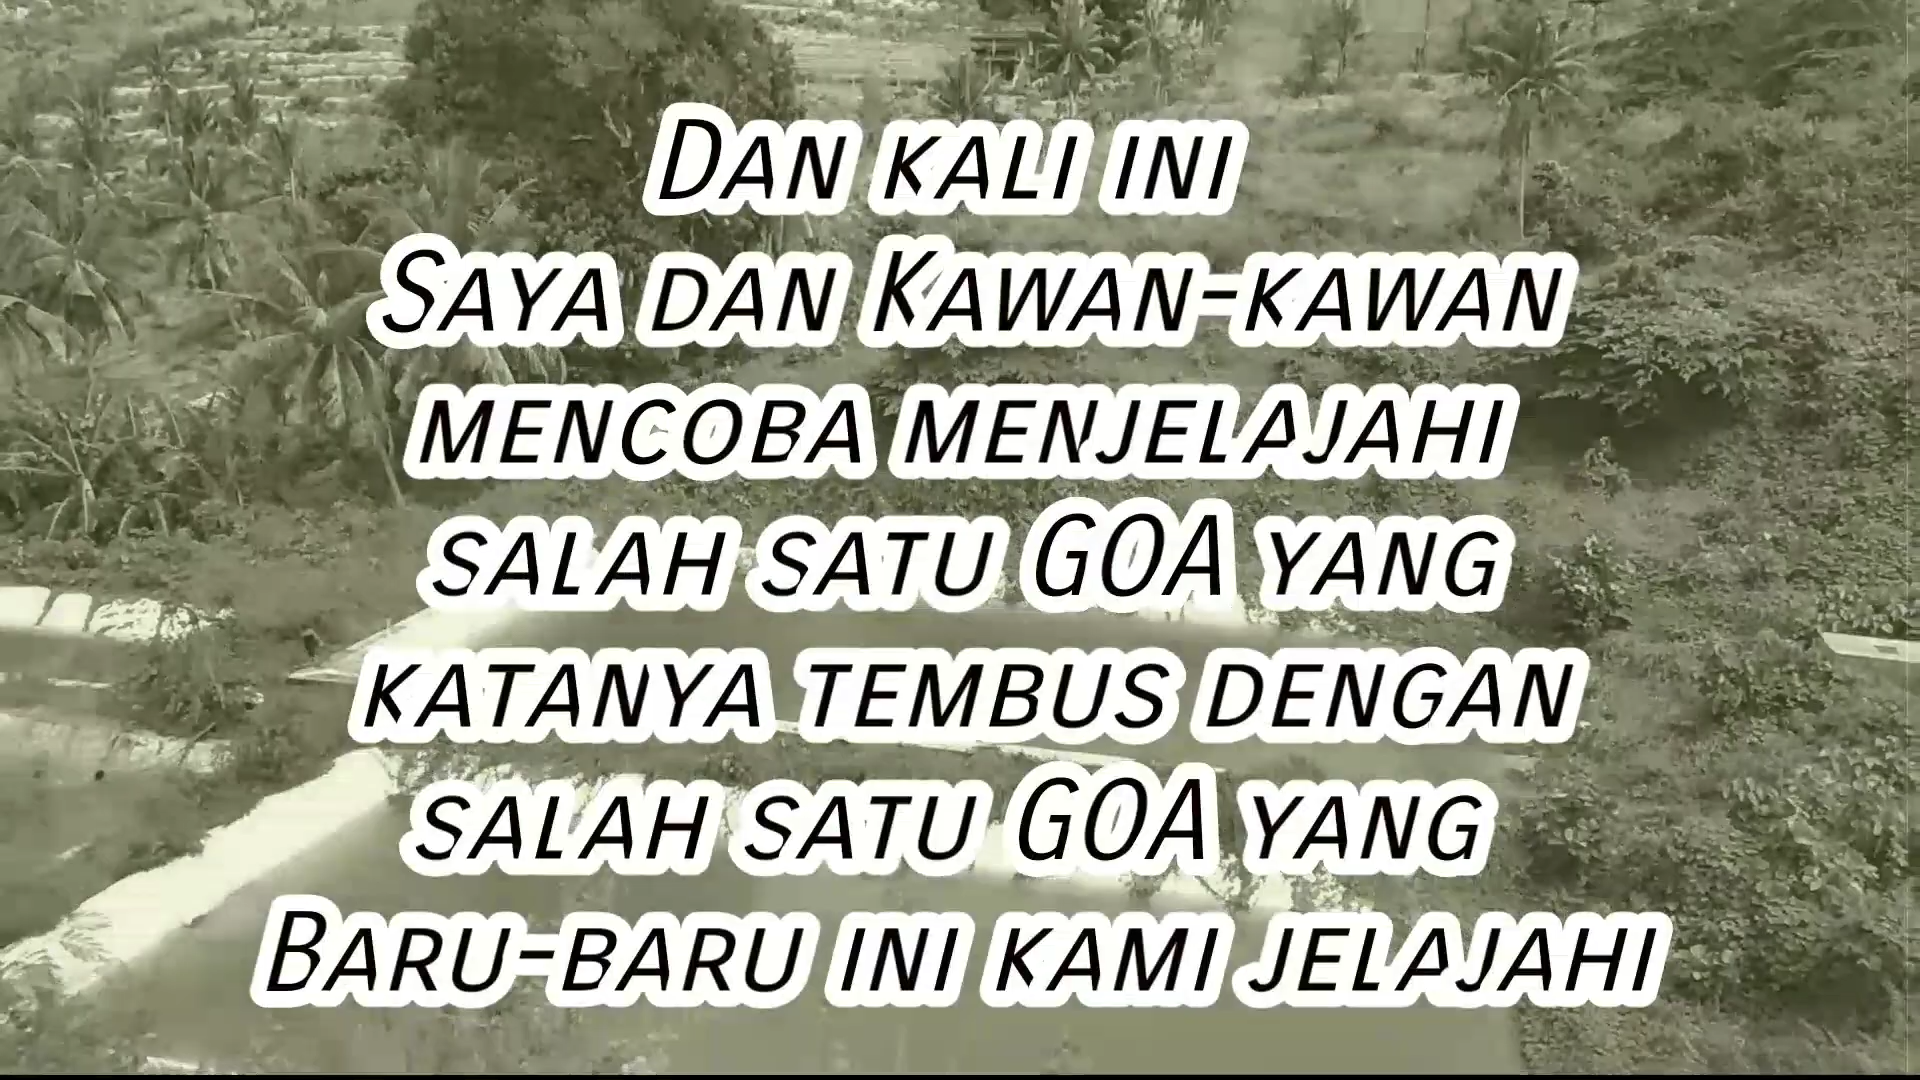 Dan kali ini
Saya dan Kawan-kawan
mencoba menjelajahi
salah satu GOA yang
katanya tembus dengan
salah satu GOA yang
Baru-baru ini kami jelajahi